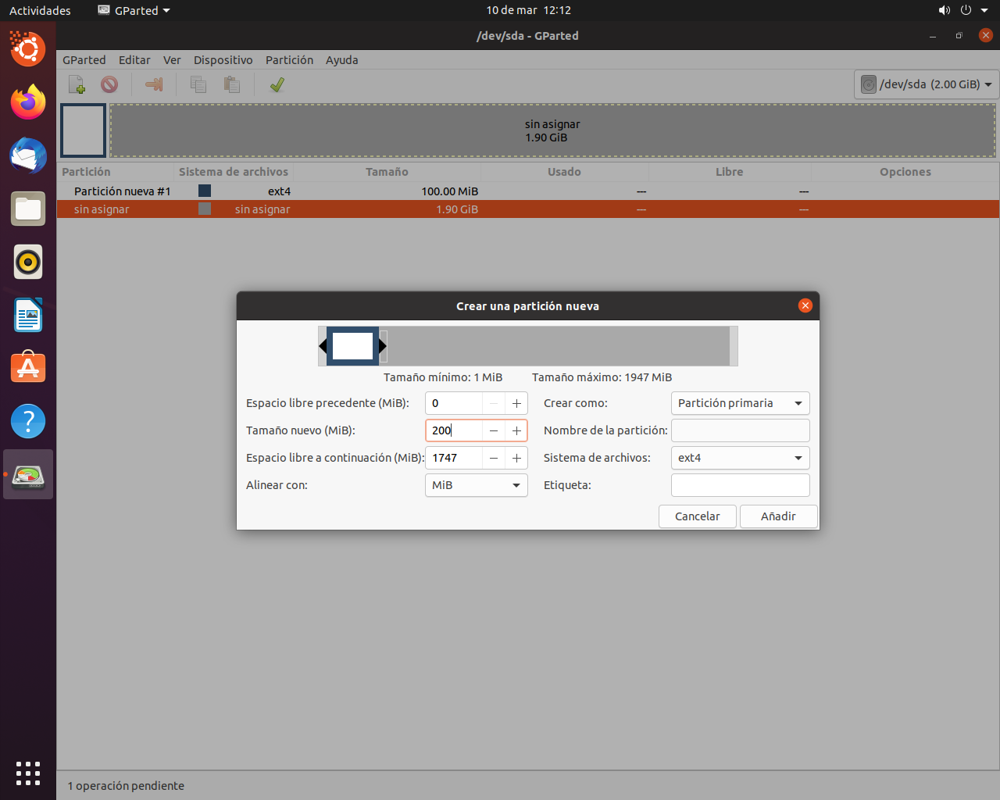 Actividades GParted 10 de mar 12:12
/dev/sda - GParted
GParted Editar Ver Dispositivo Partición Ayuda
/dev/sda (2.00 GiB)
sin asignar
1.90 GiB
Partición Sistema de archivos Tamaño Usado Libre Opciones
Partición nueva #1 ext4 100.00 MiB --- ---
sin asignar sin asignar 1.90 GiB --- ---
Crear una partición nueva
Tamaño mínimo: 1 MiB Tamaño máximo: 1947 MiB
Espacio libre precedente (MiB): 0 Crear como: Partición primaria
Tamaño nuevo (MiB): 200 Nombre de la partición:
Espacio libre a continuación (MiB): 1747 Sistema de archivos: ext4
Alinear con: MiB Etiqueta:
Cancelar Añadir
1 operación pendiente